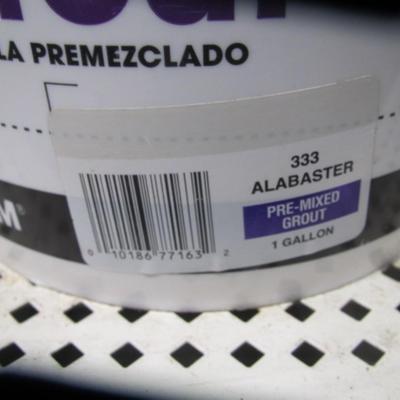 LA PREMEZCLADO
333
ALABASTER
PRE-MIXED
GROUT
1 GALLON
0 10186 77163 2
M®